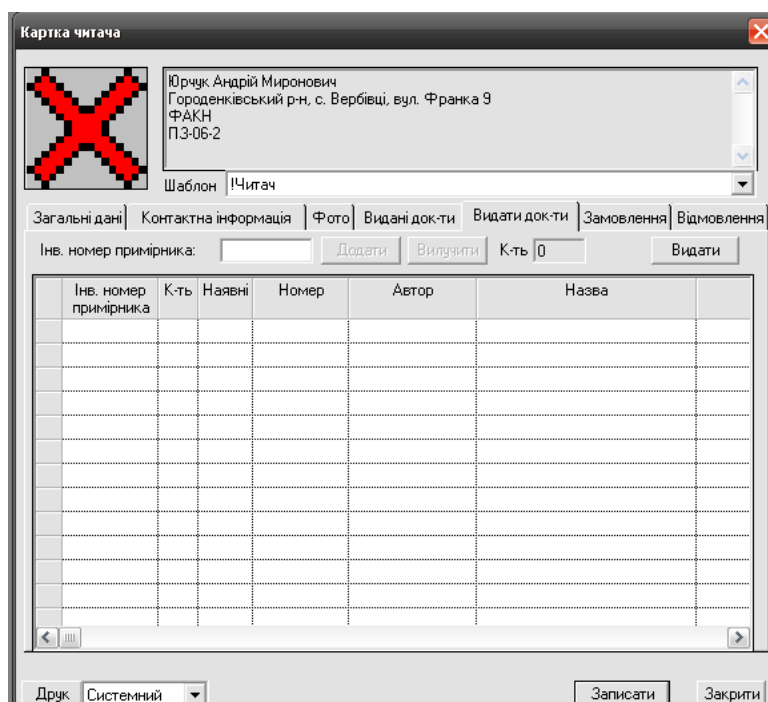 Картка читача
Юрчук Андрій Миронович
Городенківський р-н, с. Вербівці, вул. Франка 9
ФАКН
ПЗ-06-2
Шаблон !Читач
Загальні дані Контактна інформація Фото Видані док-ти Видати док-ти Замовлення Відмовлення
Інв. номер примірника: Додати Вилучити К-ть 0 Видати
Інв. номер К-ть Наявні Номер Автор Назва
примірника
Друк Системний Записати Закрити